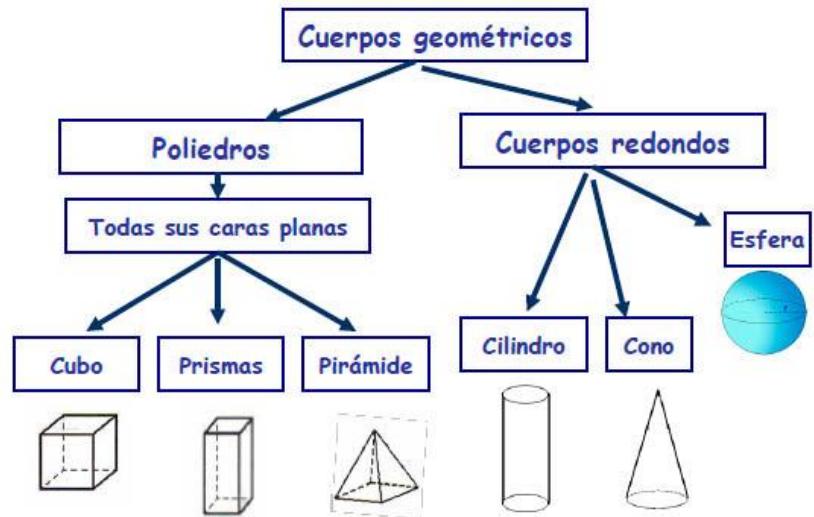 Cuerpos geométricos
Poliedros
Cuerpos redondos
Todas sus caras planas
Esfera
Cubo
Prismas
Pirámide
Cilindro
Cono